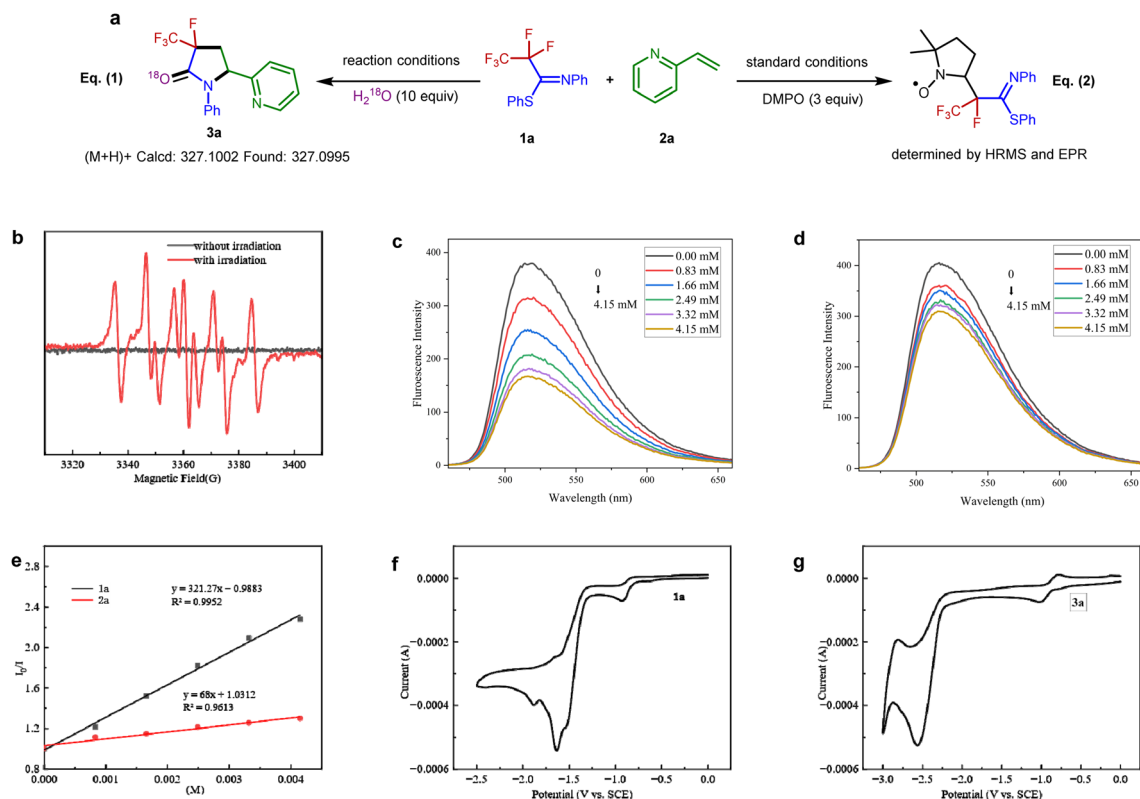 a
F
F₃C
¹⁸O
N
Ph
N
Eq. (1)
3a
(M+H)+ Calcd: 327.1002 Found: 327.0995
reaction conditions
H₂¹⁸O (10 equiv)
F
F
F₃C
NPh
PhS
1a
+
N
2a
standard conditions
DMPO (3 equiv)
N
O
NPh
F₃C
F
SPh
Eq. (2)
determined by HRMS and EPR
b
without irradiation
with irradiation
3320 3340 3360 3380 3400
Magnetic Field(G)
c
400
300
200
100
0
Fluroescence Intensity
0
4.15 mM
0.00 mM
0.83 mM
1.66 mM
2.49 mM
3.32 mM
4.15 mM
500 550 600 650
Wavelength (nm)
d
400
350
300
250
200
150
100
50
0
Fluroescence Intensity
0
4.15 mM
0.00 mM
0.83 mM
1.66 mM
2.49 mM
3.32 mM
4.15 mM
500 550 600 650
Wavelength (nm)
e
2.8
2.4
2.0
1.6
1.2
0.8
I₀/I
1a
2a
y = 321.27x − 0.9883
R² = 0.9952
y = 68x + 1.0312
R² = 0.9613
0.000 0.001 0.002 0.003 0.004
(M)
f
0.0000
−0.0002
−0.0004
−0.0006
Current (A)
1a
−2.5 −2.0 −1.5 −1.0 −0.5 0.0
Potential (V vs. SCE)
g
0.0000
−0.0002
−0.0004
−0.0006
Current (A)
3a
−3.0 −2.5 −2.0 −1.5 −1.0 −0.5 0.0
Potential (V vs. SCE)